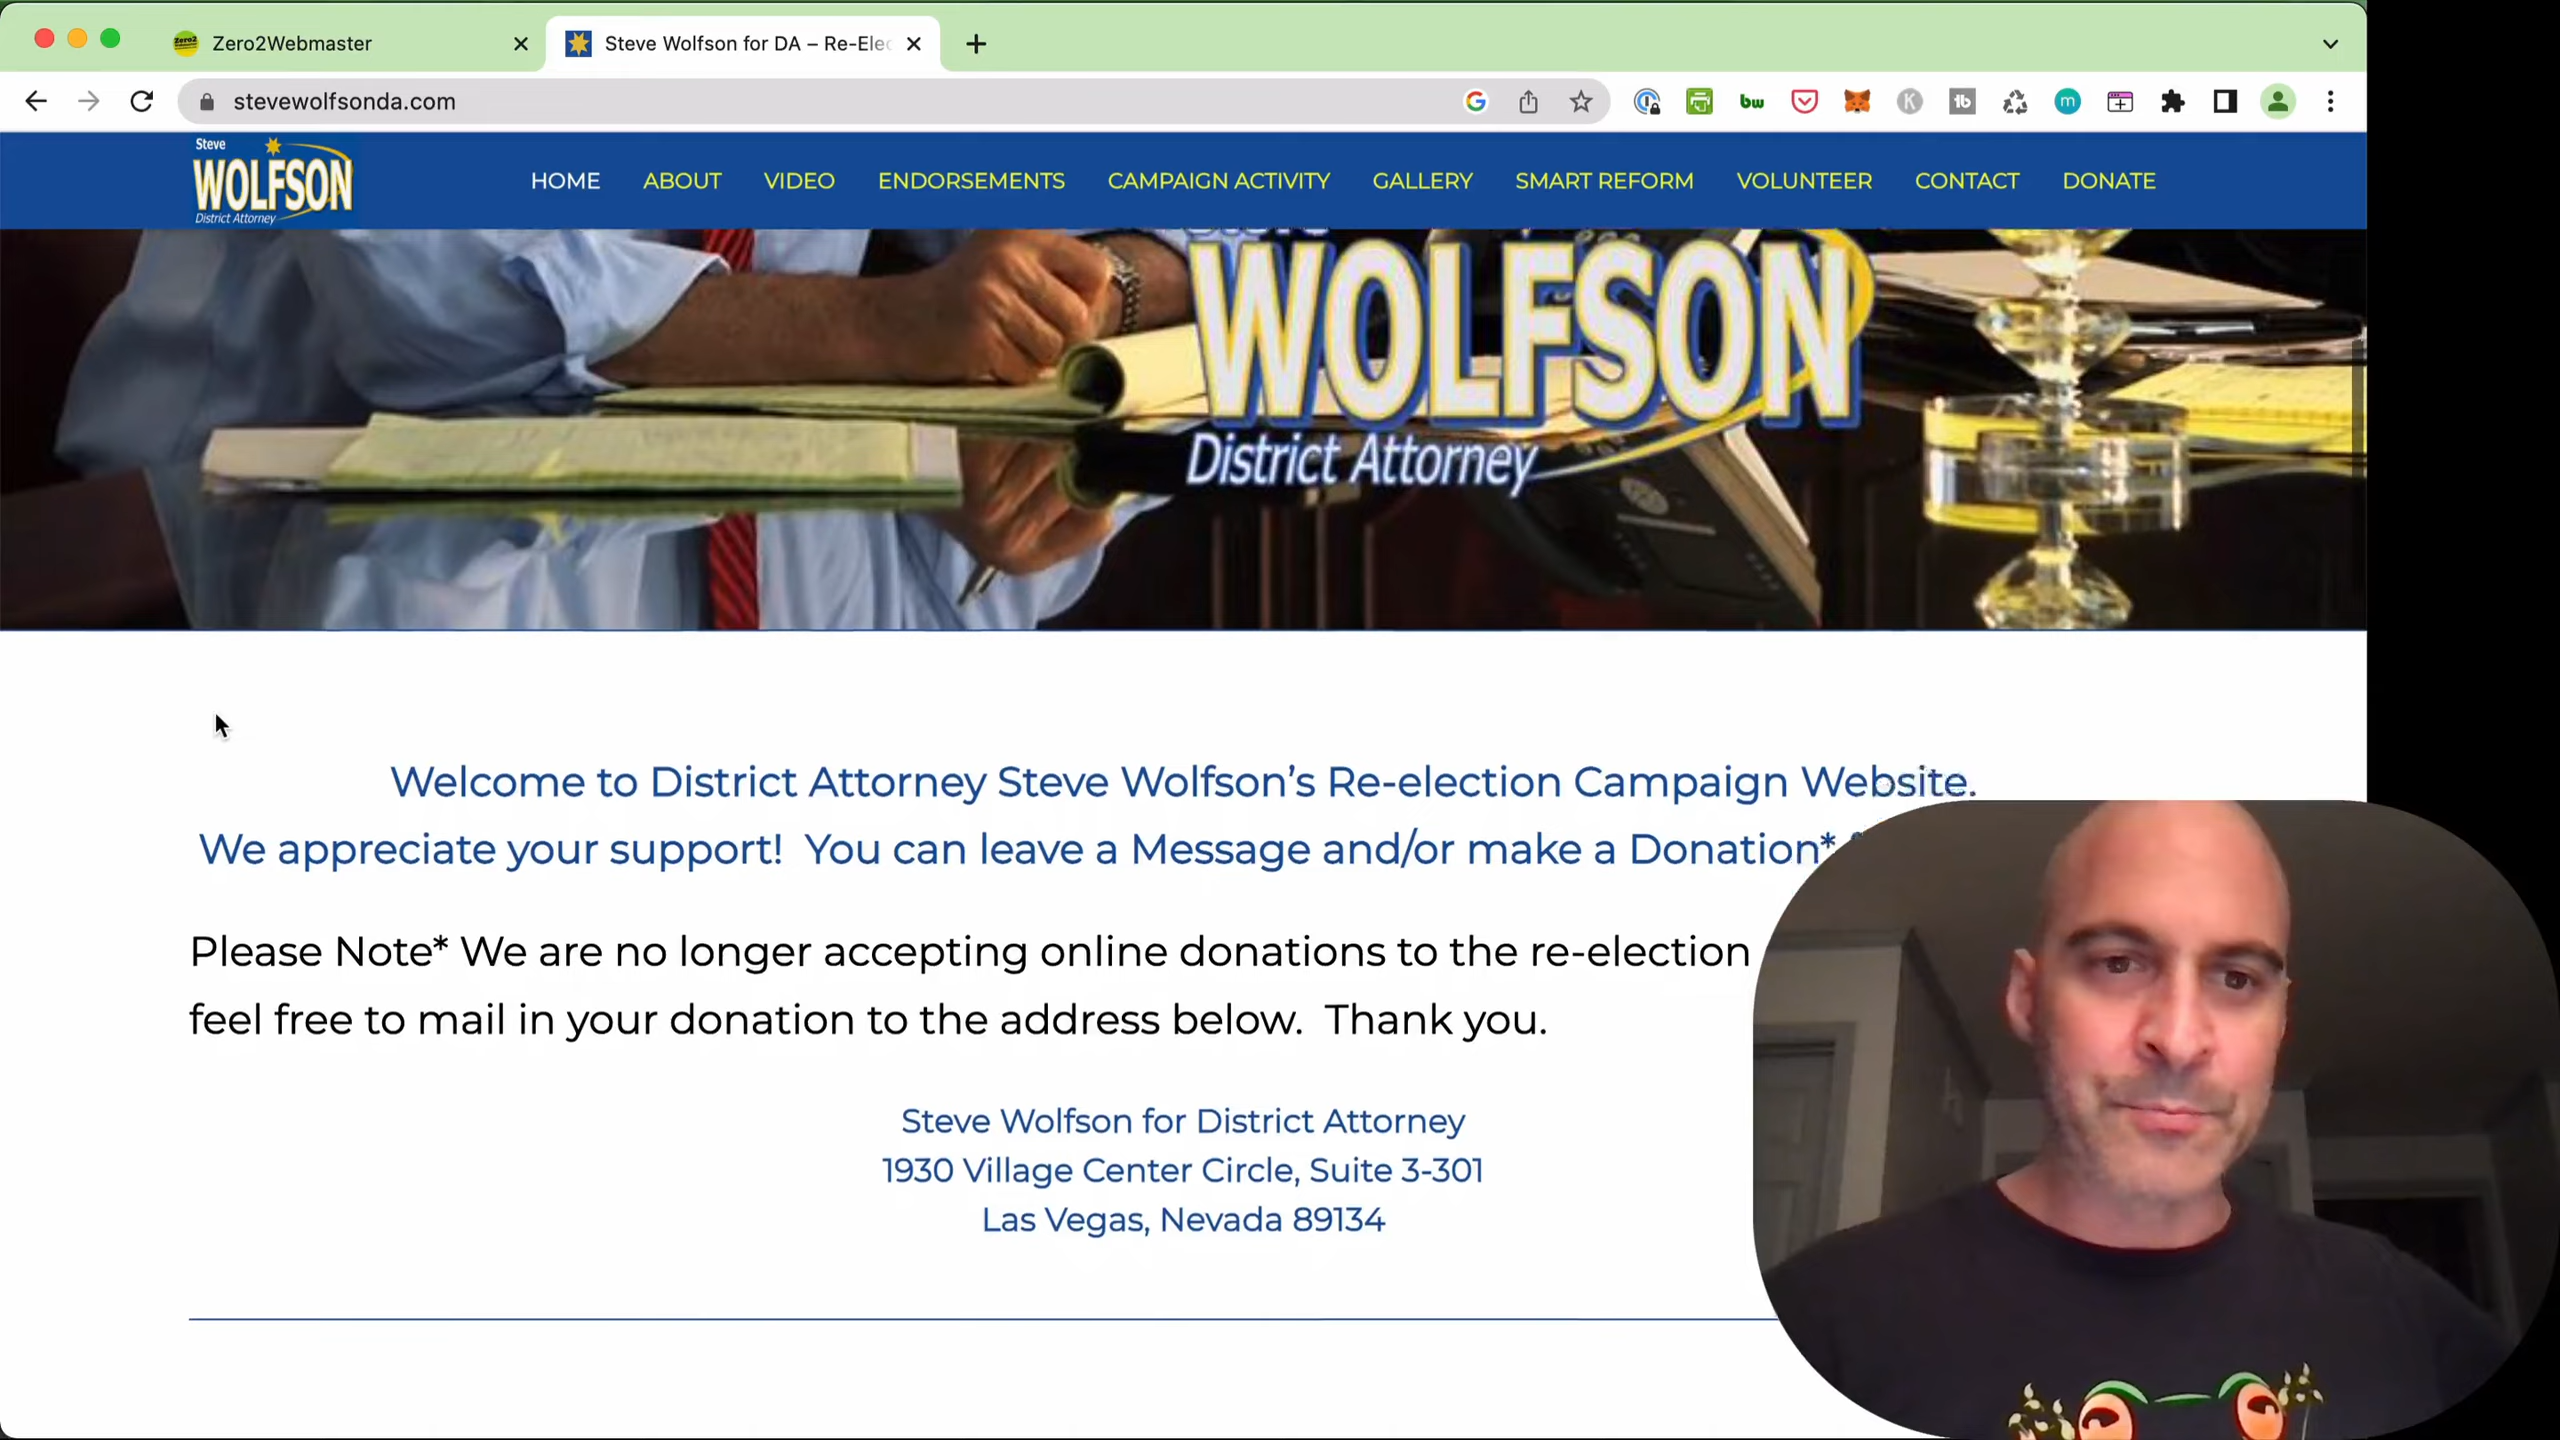 Zero2Webmaster
Steve Wolfson for DA – Re-Elec
stevewolfsonda.com
Steve
WOLFSON
District Attorney
HOME ABOUT VIDEO ENDORSEMENTS CAMPAIGN ACTIVITY GALLERY SMART REFORM VOLUNTEER CONTACT DONATE
WOLFSON
District Attorney
Welcome to District Attorney Steve Wolfson’s Re-election Campaign Website.
We appreciate your support!  You can leave a Message and/or make a Donation*
Please Note* We are no longer accepting online donations to the re-election
feel free to mail in your donation to the address below.  Thank you.
Steve Wolfson for District Attorney
1930 Village Center Circle, Suite 3-301
Las Vegas, Nevada 89134